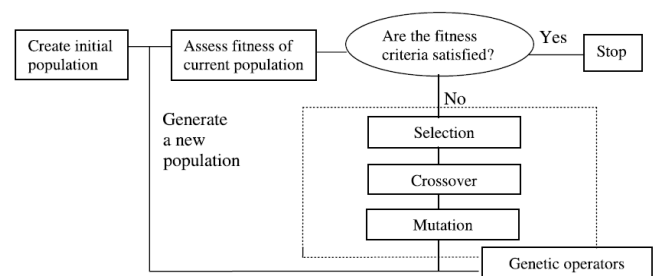 Create initial
population
Assess fitness of
current population
Are the fitness
criteria satisfied?
Yes
Stop
No
Generate
a new
population
Selection
Crossover
Mutation
Genetic operators